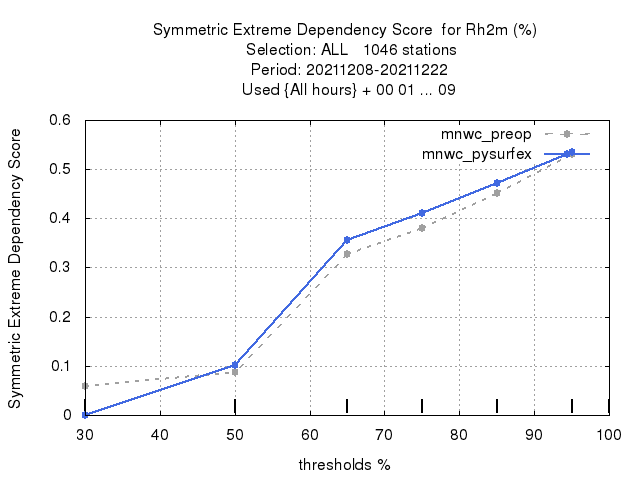 Symmetric Extreme Dependency Score  for Rh2m (%)
Selection: ALL   1046 stations
Period: 20211208-20211222
Used {All hours} + 00 01 ... 09
mnwc_preop
mnwc_pysurfex
Symmetric Extreme Dependency Score
0.6
0.5
0.4
0.3
0.2
0.1
0
30 40 50 60 70 80 90 100
thresholds %